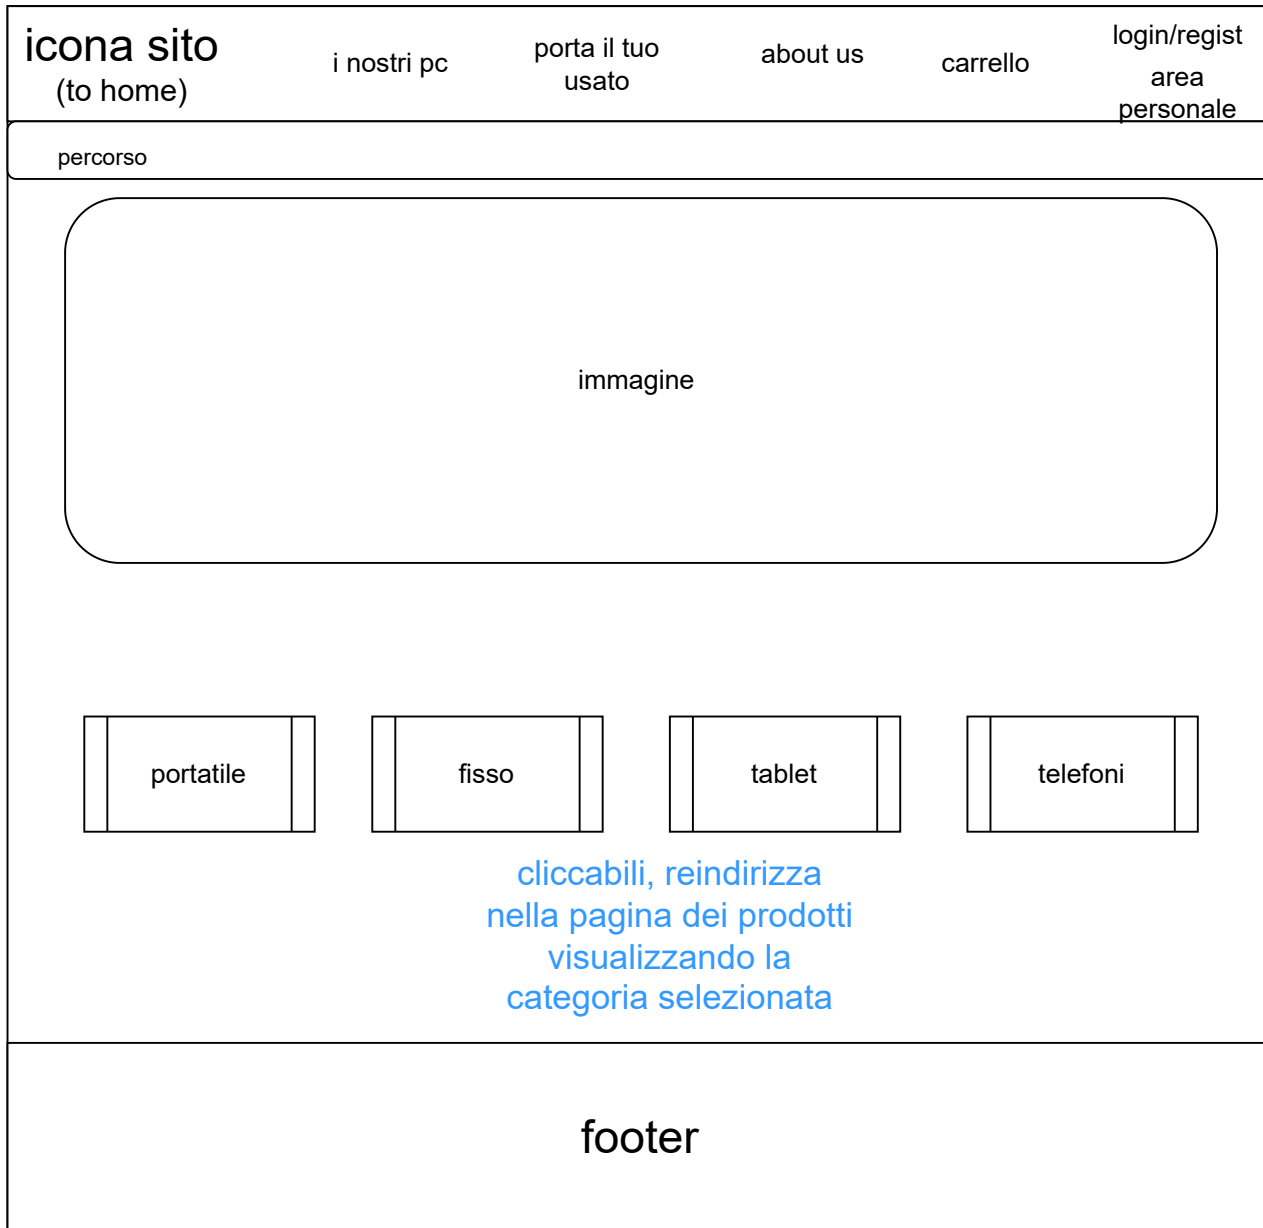 icona sito
(to home)
i nostri pc
porta il tuo
usato
about us
carrello
login/regist
area
personale
percorso
immagine
portatile
fisso
tablet
telefoni
cliccabili, reindirizza
nella pagina dei prodotti
visualizzando la
categoria selezionata
footer